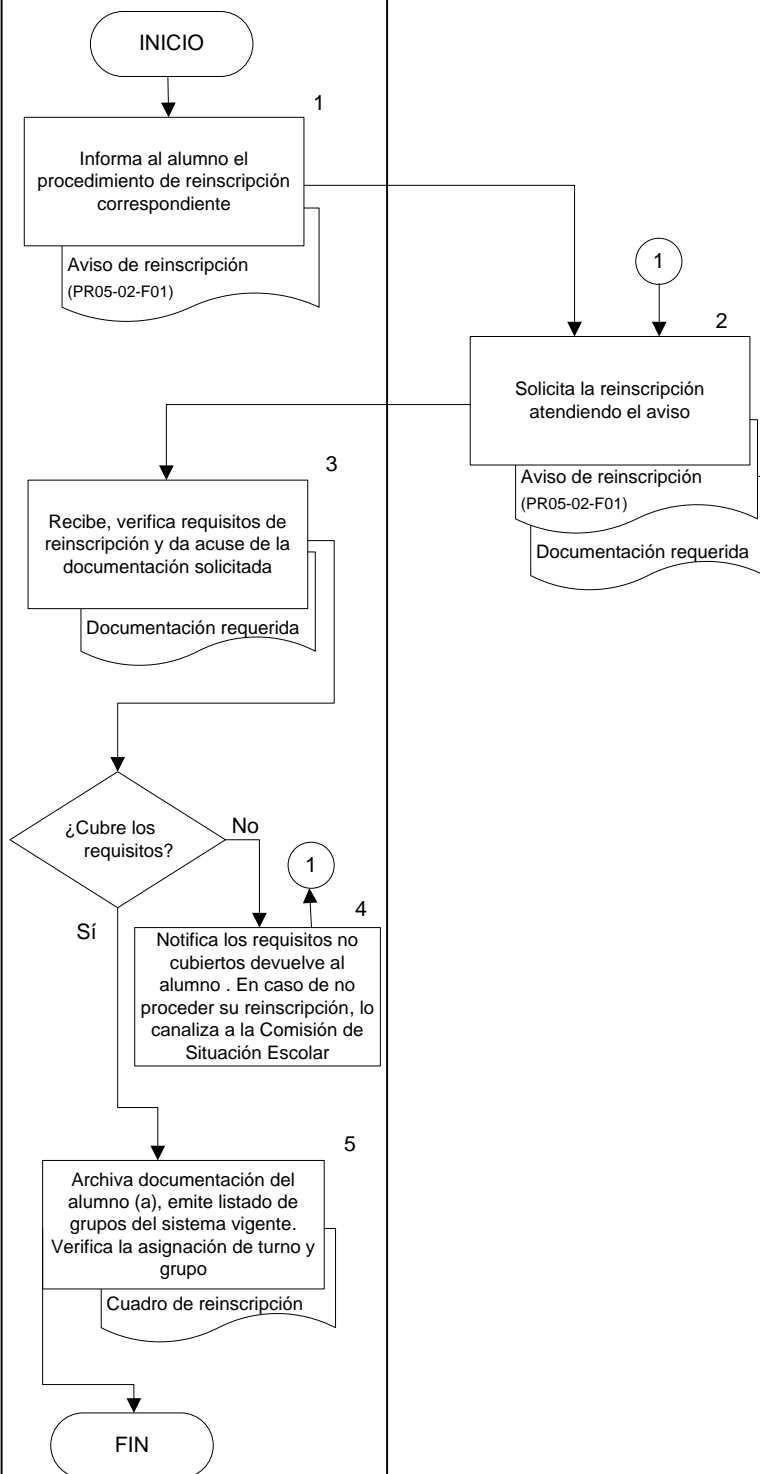 INICIO
1
Informa al alumno el
procedimiento de reinscripción
correspondiente
Aviso de reinscripción
(PR05-02-F01)
1
2
Solicita la reinscripción
atendiendo el aviso
Aviso de reinscripción
(PR05-02-F01)
Documentación requerida
3
Recibe, verifica requisitos de
reinscripción y da acuse de la
documentación solicitada
Documentación requerida
¿Cubre los
requisitos?
No
Sí
1
4
Notifica los requisitos no
cubiertos devuelve al
alumno . En caso de no
proceder su reinscripción, lo
canaliza a la Comisión de
Situación Escolar
5
Archiva documentación del
alumno (a), emite listado de
grupos del sistema vigente.
Verifica la asignación de turno y
grupo
Cuadro de reinscripción
FIN